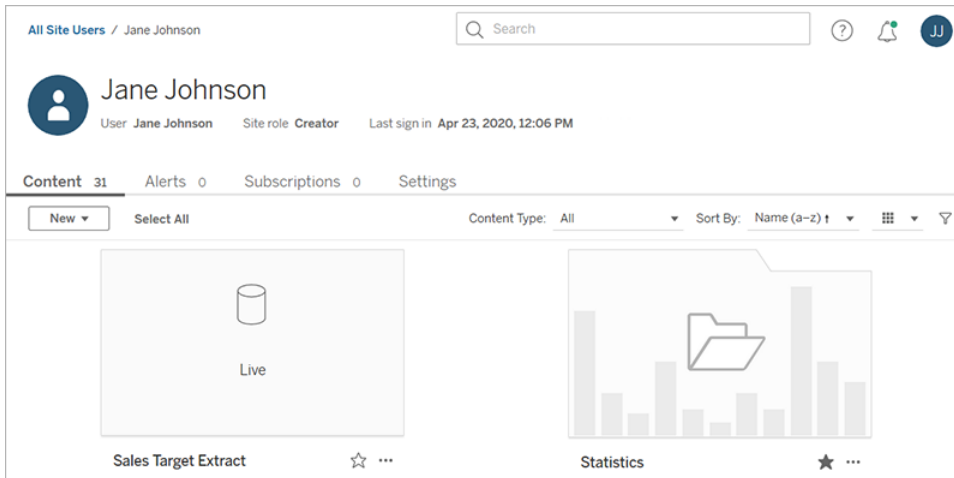 All Site Users / Jane Johnson
Search
?
JJ
Jane Johnson
User Jane Johnson Site role Creator Last sign in Apr 23, 2020, 12:06 PM
Content 31 Alerts 0 Subscriptions 0 Settings
New Select All Content Type: All Sort By: Name (a–z)
Live
Sales Target Extract
Statistics